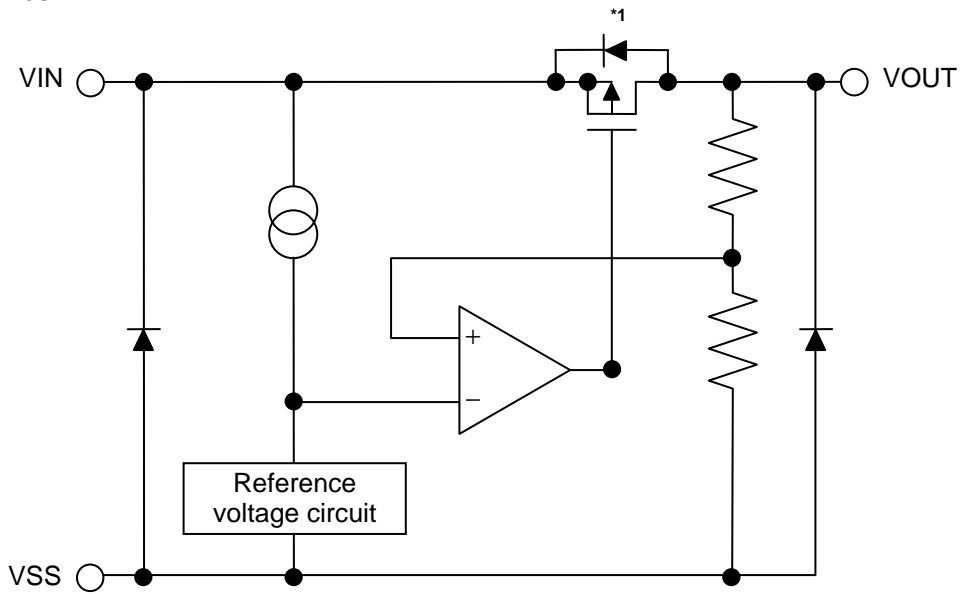 *1
VIN
VOUT
+
−
Reference
voltage circuit
VSS